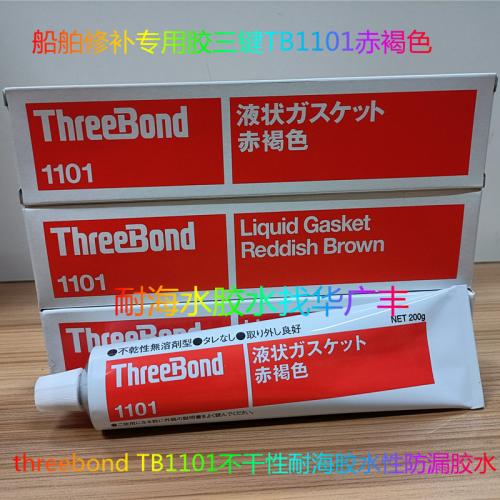 船舶修补专用胶三键TB1101赤褐色
ThreeBond
1101
液状ガスケット
赤褐色
ThreeBond
1101
Liquid Gasket
Reddish Brown
耐海水胶水找华广丰
NET 200g
●不乾性無溶剤型●タレなし●取り外し良好
ThreeBond
1101
液状ガスケット
赤褐色
threebond TB1101不干性耐海胶水性防漏胶水